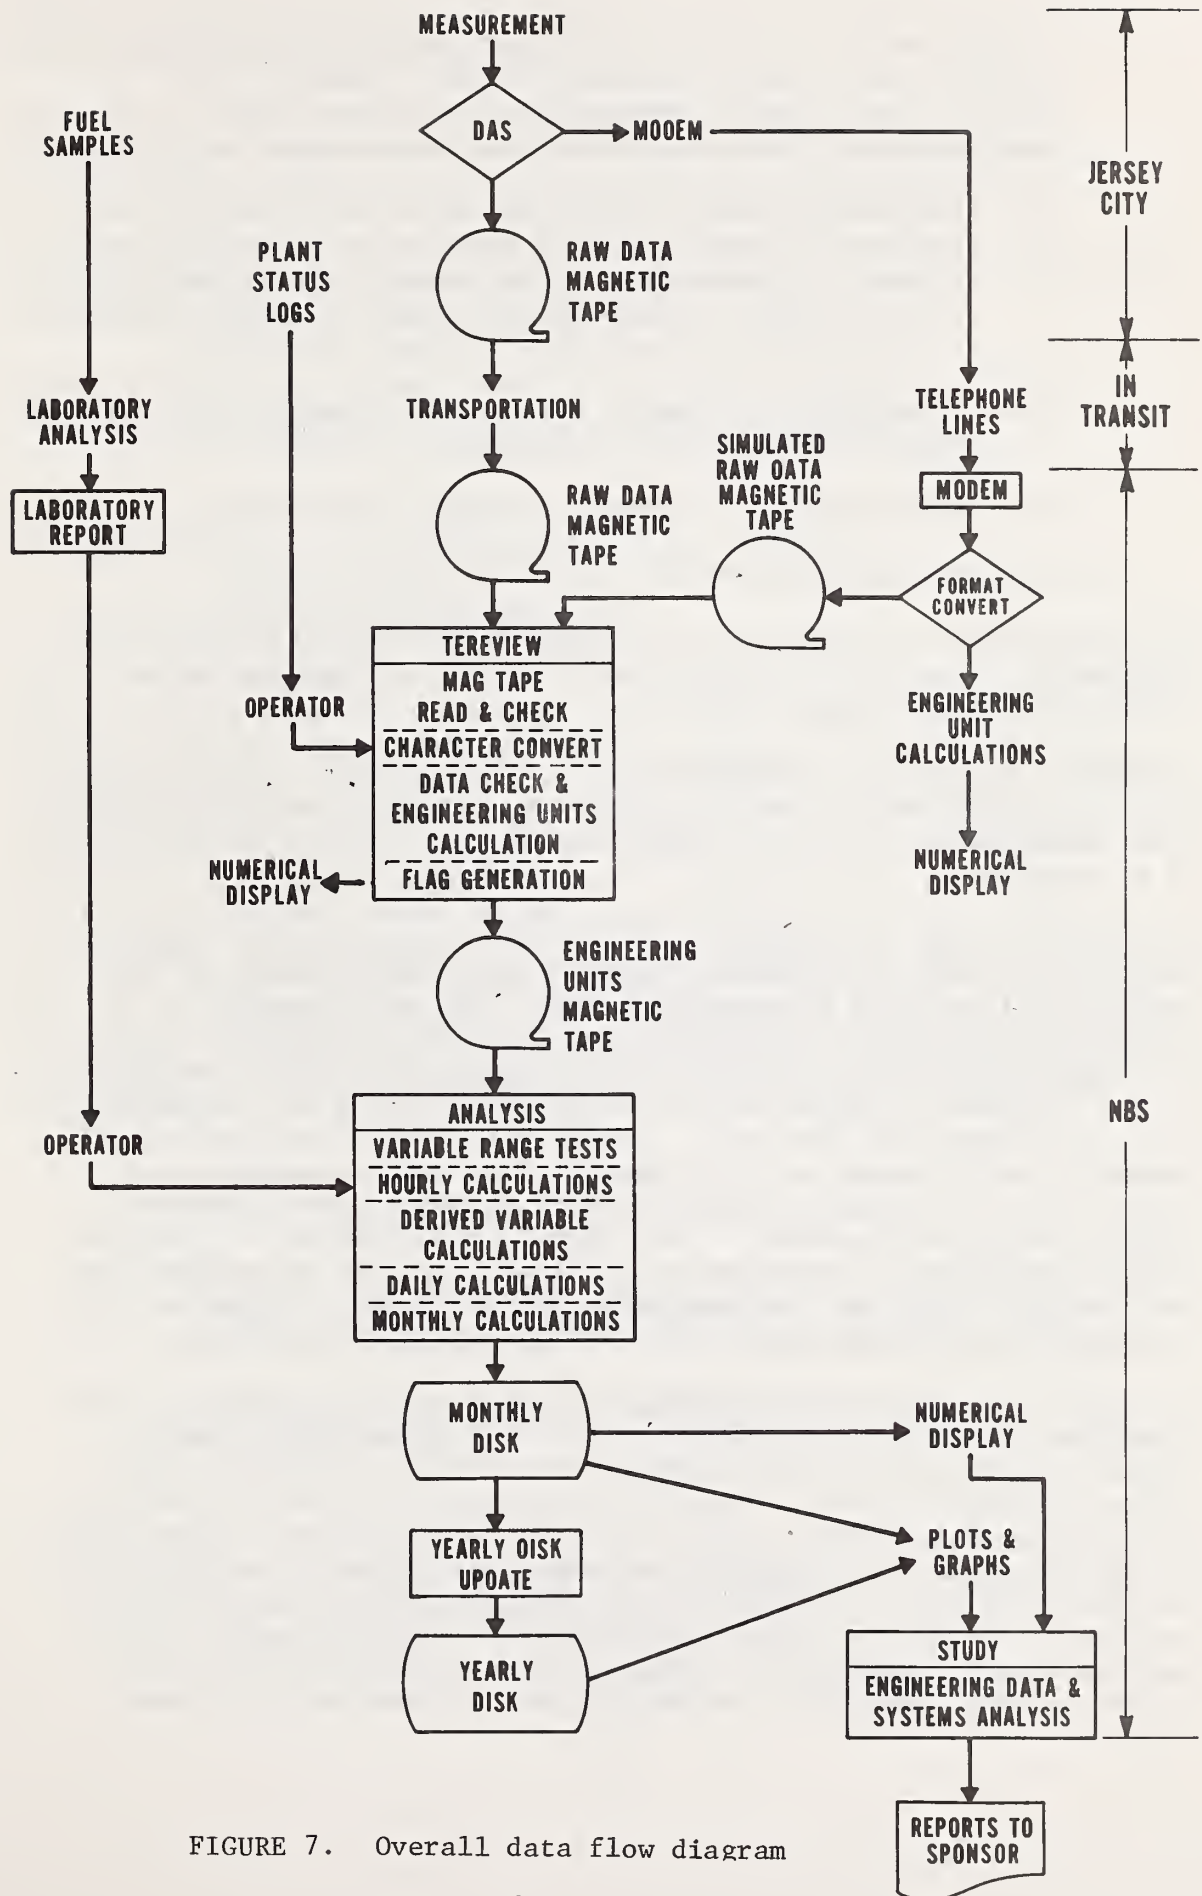 MEASUREMENT
DAS
MOOEM
FUEL
SAMPLES
JERSEY
CITY
PLANT
STATUS
LOGS
RAW DATA
MAGNETIC
TAPE
LABORATORY
ANALYSIS
TRANSPORTATION
TELEPHONE
LINES
IN
TRANSIT
SIMULATED
RAW OATA
MAGNETIC
TAPE
MODEM
LABORATORY
REPORT
RAW DATA
MAGNETIC
TAPE
FORMAT
CONVERT
TEREVIEW
MAG TAPE
READ & CHECK
CHARACTER CONVERT
DATA CHECK &
ENGINEERING UNITS
CALCULATION
FLAG GENERATION
OPERATOR
ENGINEERING
UNIT
CALCULATIONS
NUMERICAL
DISPLAY
NUMERICAL
DISPLAY
ENGINEERING
UNITS
MAGNETIC
TAPE
NBS
OPERATOR
ANALYSIS
VARIABLE RANGE TESTS
HOURLY CALCULATIONS
DERIVED VARIABLE
CALCULATIONS
DAILY CALCULATIONS
MONTHLY CALCULATIONS
MONTHLY
DISK
NUMERICAL
DISPLAY
YEARLY OISK
UPOATE
PLOTS &
GRAPHS
YEARLY
DISK
STUDY
ENGINEERING DATA &
SYSTEMS ANALYSIS
REPORTS TO
SPONSOR
FIGURE 7. Overall data flow diagram